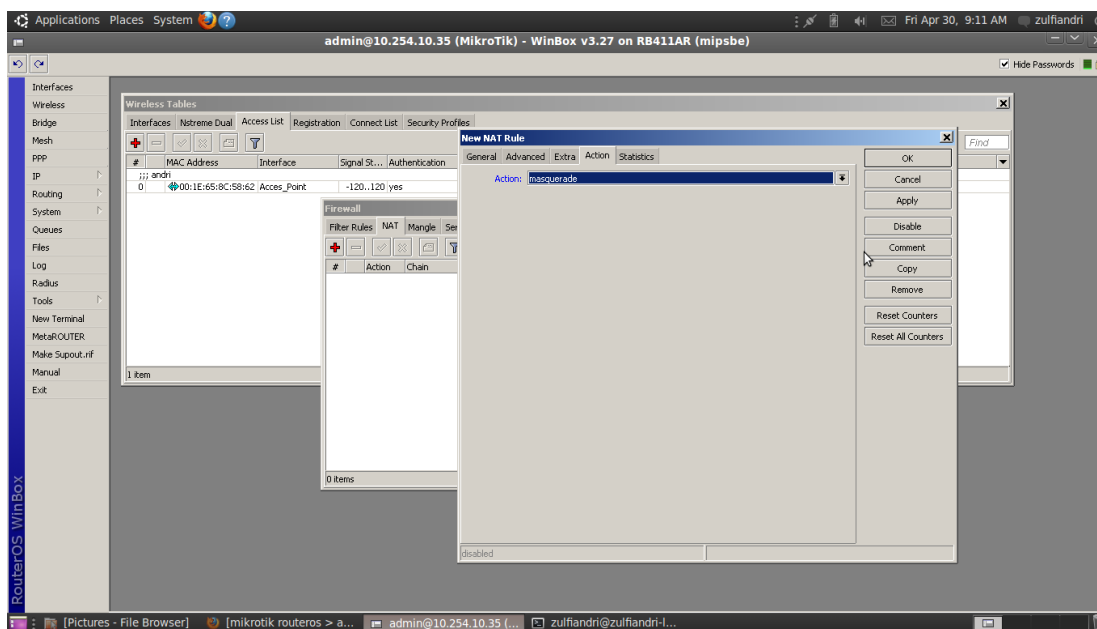 Applications Places System
Fri Apr 30, 9:11 AM zulfiandri
admin@10.254.10.35 (MikroTik) - WinBox v3.27 on RB411AR (mipsbe)
Hide Passwords
Interfaces
Wireless
Bridge
Mesh
PPP
IP
Routing
System
Queues
Files
Log
Radius
Tools
New Terminal
MetaROUTER
Make Supout.rif
Manual
Exit
RouterOS WinBox
Wireless Tables
Interfaces Nstreme Dual Access List Registration Connect List Security Profiles
Find
# MAC Address Interface Signal St... Authentication
;;; andri
0 00:1E:65:8C:58:62 Acces_Point -120..120 yes
1 item
Firewall
Filter Rules NAT Mangle Ser
# Action Chain
0 items
New NAT Rule
General Advanced Extra Action Statistics
Action: masquerade
OK
Cancel
Apply
Disable
Comment
Copy
Remove
Reset Counters
Reset All Counters
disabled
[Pictures - File Browser] [mikrotik routeros > a... admin@10.254.10.35 (... zulfiandri@zulfiandri-l...